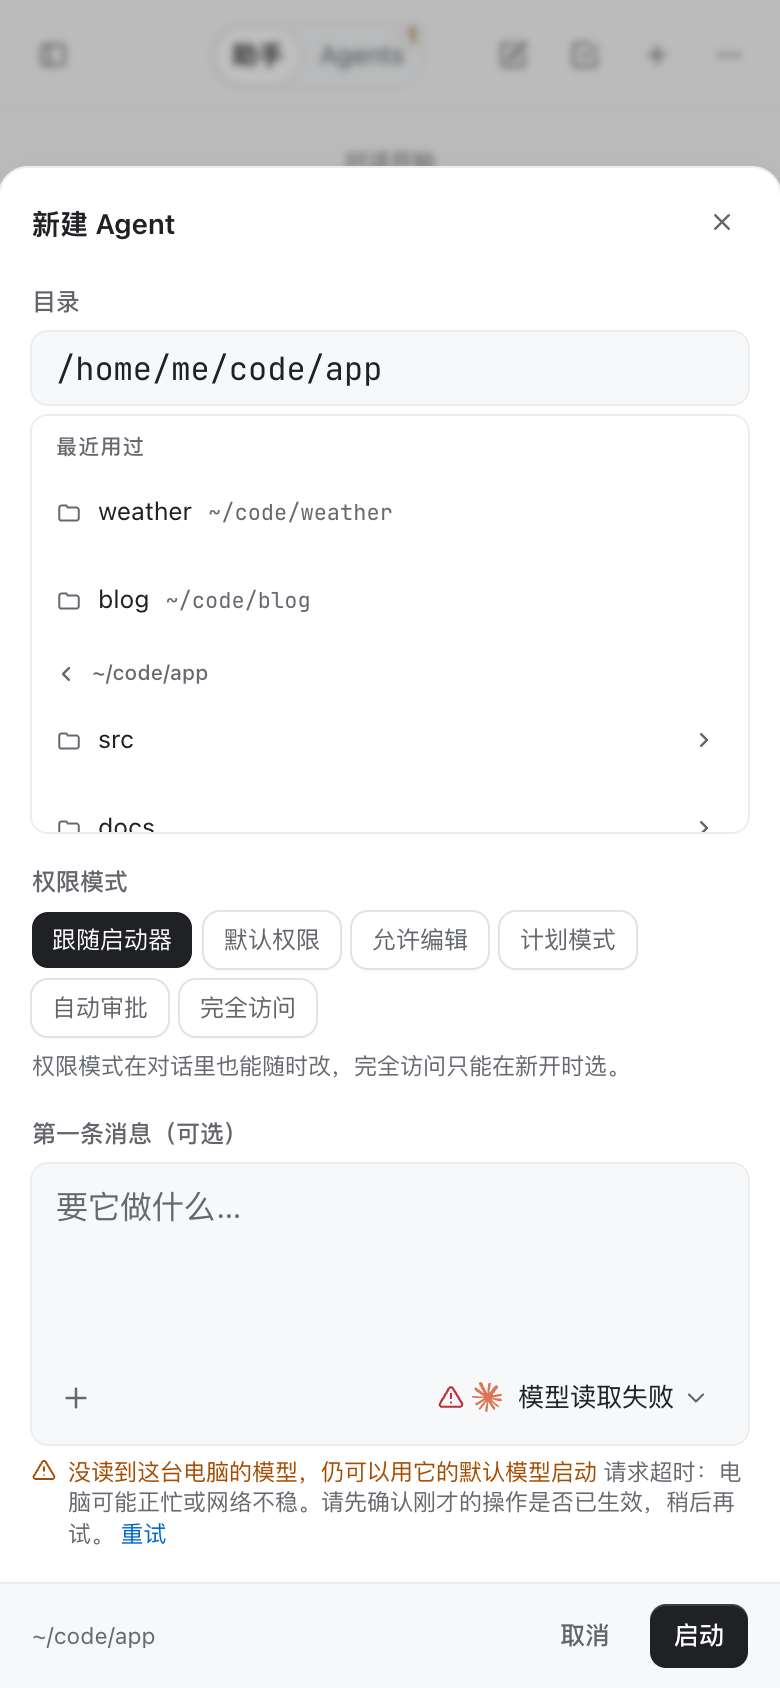 助手 Agents
对话开始
新建 Agent
目录
/home/me/code/app
最近用过
weather ~/code/weather
blog ~/code/blog
~/code/app
src
docs
权限模式
跟随启动器 默认权限 允许编辑 计划模式
自动审批 完全访问
权限模式在对话里也能随时改，完全访问只能在新开时选。
第一条消息（可选）
要它做什么...
模型读取失败
没读到这台电脑的模型，仍可以用它的默认模型启动 请求超时：电
脑可能正忙或网络不稳。请先确认刚才的操作是否已生效，稍后再
试。 重试
~/code/app 取消 启动